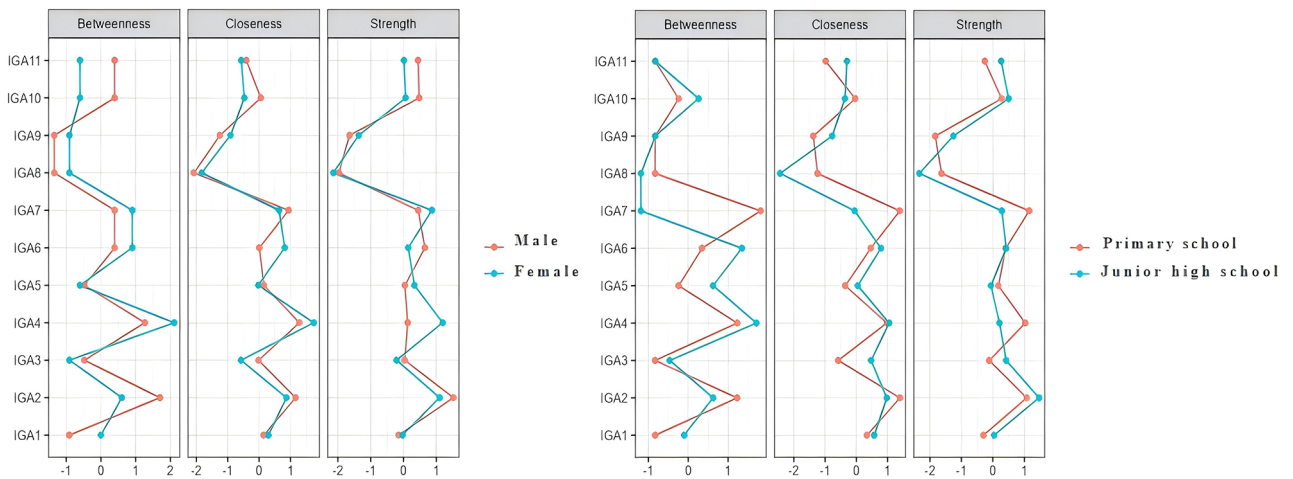 Betweenness Closeness Strength
IGA11
IGA10
IGA9
IGA8
IGA7
IGA6
IGA5
IGA4
IGA3
IGA2
IGA1
-1 0 1 2 -2 -1 0 1 -2 -1 0 1
Male
Female
Betweenness Closeness Strength
IGA11
IGA10
IGA9
IGA8
IGA7
IGA6
IGA5
IGA4
IGA3
IGA2
IGA1
-1 0 1 -2 -1 0 1 -2 -1 0 1
Primary school
Junior high school